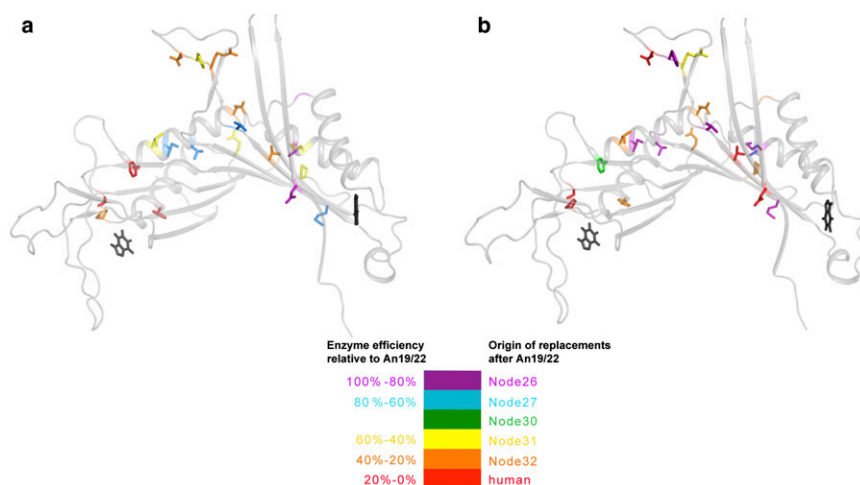 a
b
Enzyme efficiency
relative to An19/22
Origin of replacements
after An19/22
100% -80%
Node26
80 %-60%
Node27
Node30
60%-40%
Node31
40%-20%
Node32
20%-0%
human